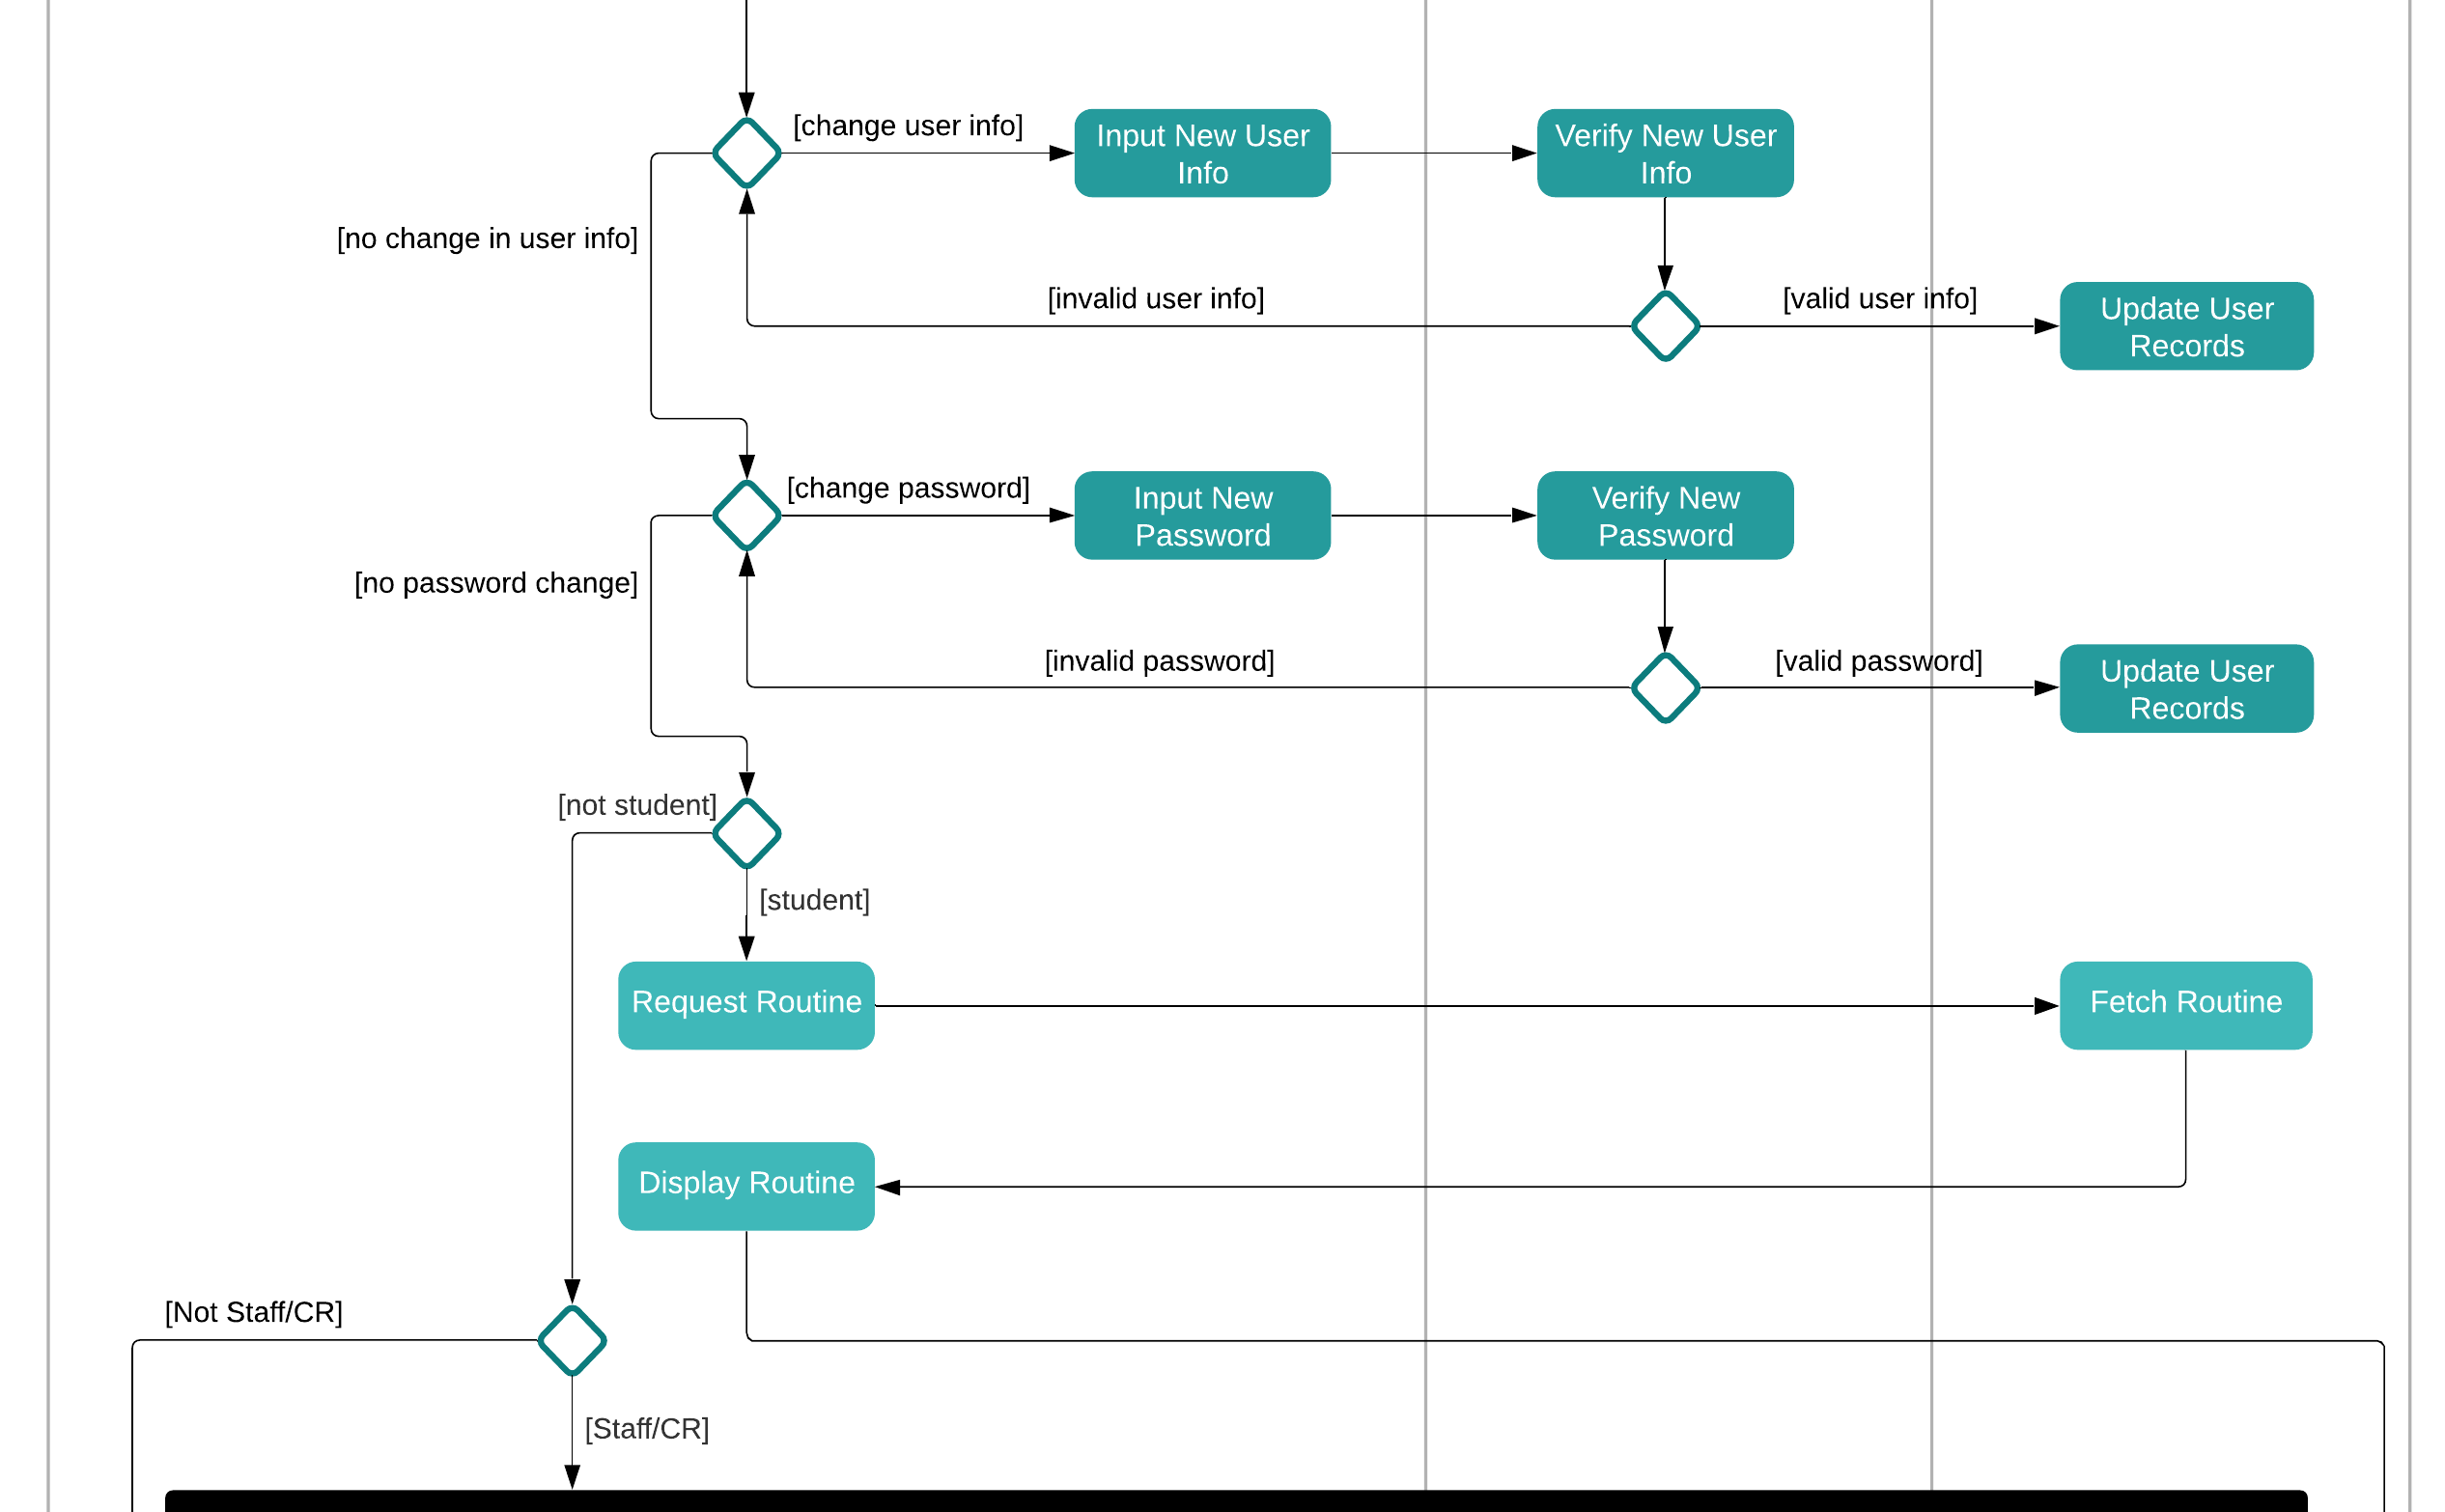 [change user info]
Input New User
Info
Verify New User
Info
[no change in user info]
[invalid user info]
[valid user info]
Update User
Records
[change password]
Input New
Password
Verify New
Password
[no password change]
[invalid password]
[valid password]
Update User
Records
[not student]
[student]
Request Routine
Fetch Routine
Display Routine
[Not Staff/CR]
[Staff/CR]